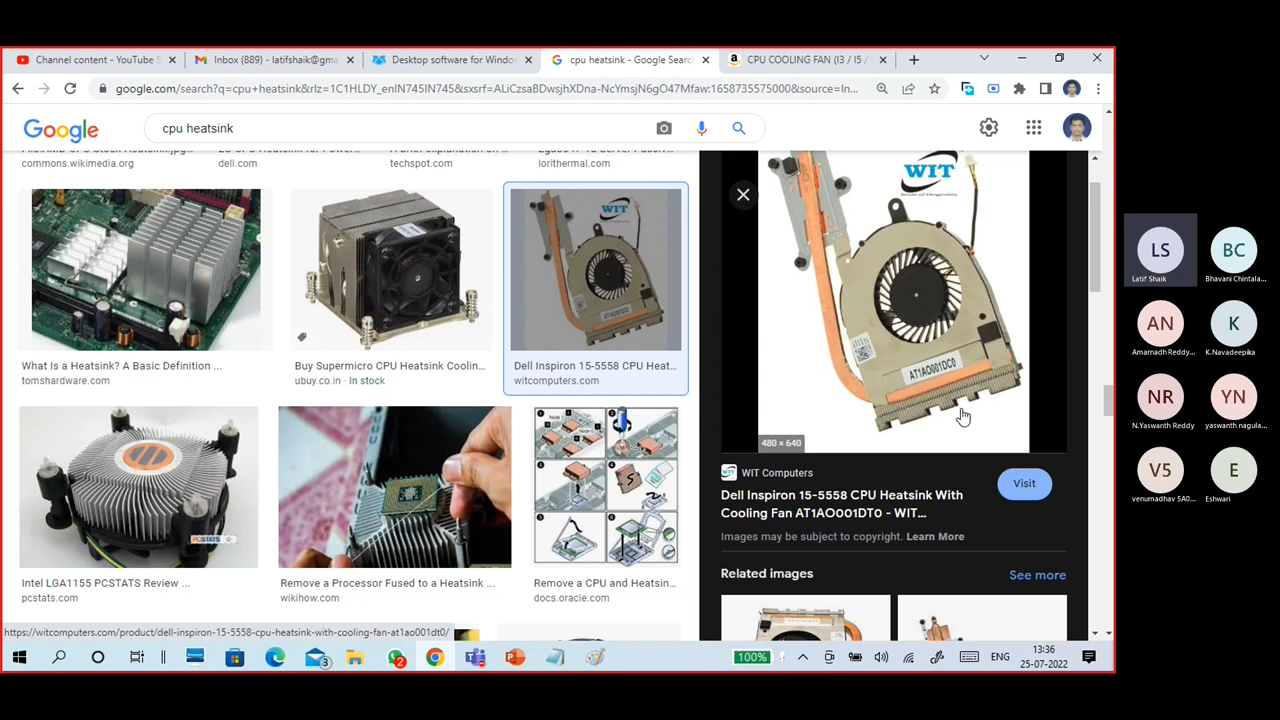 Channel content - YouTube S
Inbox (889) - latifshaik@gma
Desktop software for Window
cpu heatsink - Google Search
CPU COOLING FAN (I3 / I5 /
google.com/search?q=cpu+heatsink&rlz=1C1HLDY_enIN745IN745&sxsrf=ALiCzsaBDwsjhXDna-NcYmsjN6gO47Mfaw:1658735575000&source=In...
Google
cpu heatsink
commons.wikimedia.org
dell.com
techspot.com
lorithermal.com
What Is a Heatsink? A Basic Definition ...
tomshardware.com
Buy Supermicro CPU Heatsink Coolin...
ubuy.co.in · In stock
WIT
Dell Inspiron 15-5558 CPU Heat...
witcomputers.com
PCSTATS
Intel LGA1155 PCSTATS Review ...
pcstats.com
Remove a Processor Fused to a Heatsink ...
wikihow.com
Remove a CPU and Heatsin...
docs.oracle.com
WIT
AT1AO001DC0
480 × 640
WIT Computers
Dell Inspiron 15-5558 CPU Heatsink With
Cooling Fan AT1AO001DT0 - WIT...
Visit
Images may be subject to copyright. Learn More
Related images
See more
https://witcomputers.com/product/dell-inspiron-15-5558-cpu-heatsink-with-cooling-fan-at1ao001dt0/
3
2
100%
ENG
13:36
25-07-2022
LS
Latif Shaik
BC
Bhavani Chintala...
AN
Amarnadh Reddy...
K
K.Navadeepika
NR
N.Yaswanth Reddy
YN
yaswanth nagula...
V5
venumadhav 5A0...
E
Eshwari